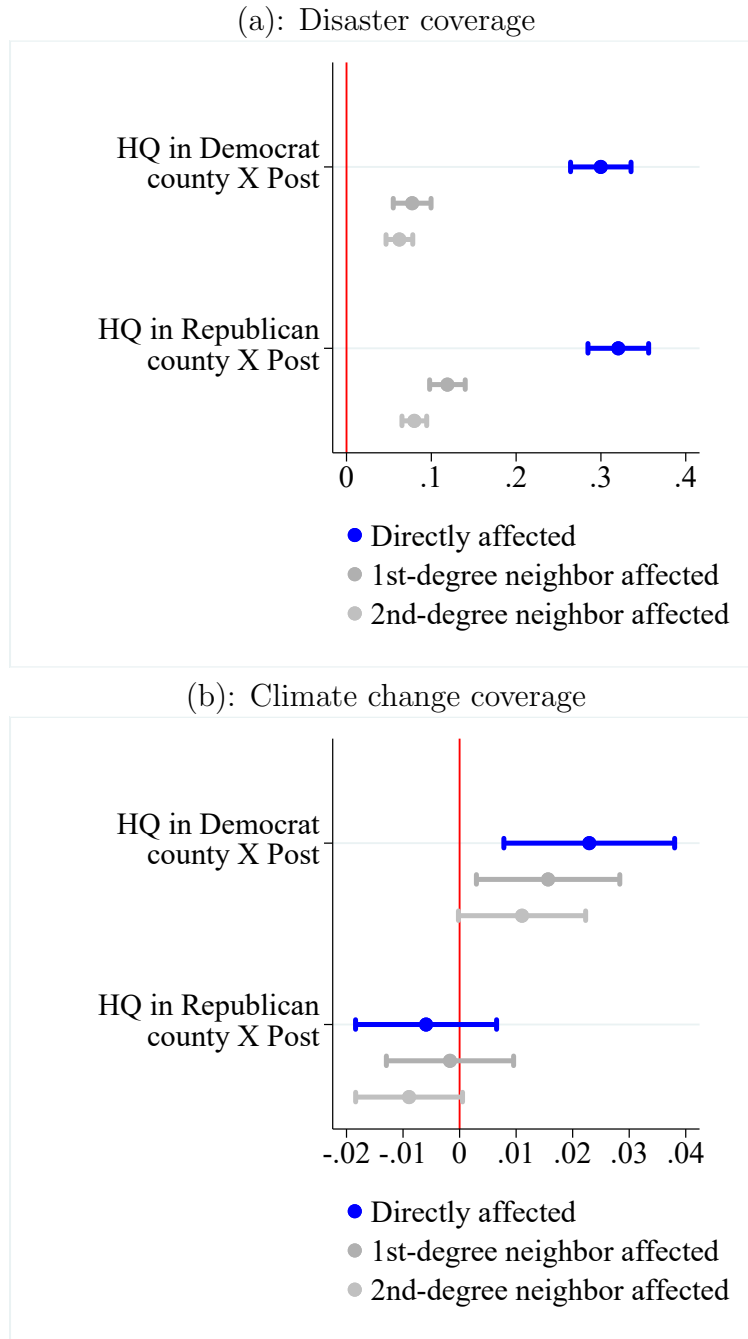 (a): Disaster coverage
HQ in Democrat
county X Post
HQ in Republican
county X Post
0 .1 .2 .3 .4
Directly affected
1st-degree neighbor affected
2nd-degree neighbor affected
(b): Climate change coverage
HQ in Democrat
county X Post
HQ in Republican
county X Post
-.02 -.01 0 .01 .02 .03 .04
Directly affected
1st-degree neighbor affected
2nd-degree neighbor affected